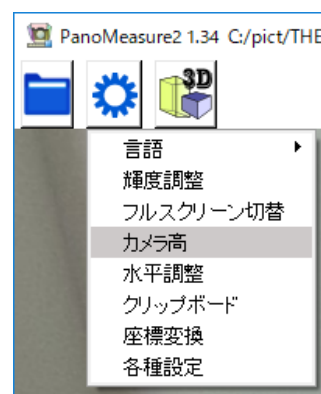 PanoMeasure2 1.34 C:/pict/THE
3D
言語
輝度調整
フルスクリーン切替
カメラ高
水平調整
クリップボード
座標変換
各種設定